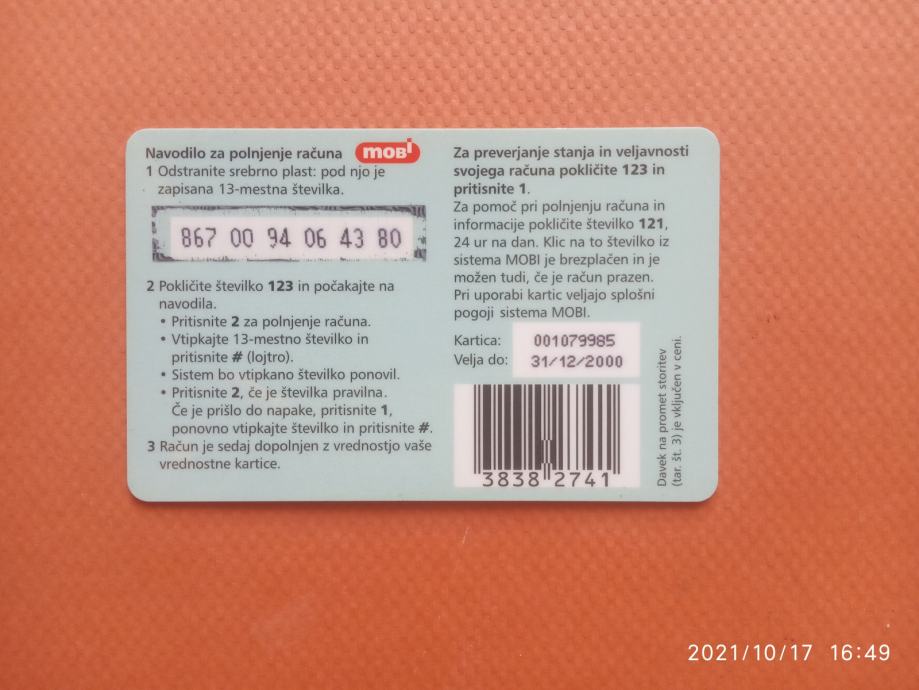 Navodilo za polnjenje računa mobi
1 Odstranite srebrno plast: pod njo je
zapisana 13-mestna številka.
867 00 94 06 43 80
2 Pokličite številko 123 in počakajte na
navodila.
• Pritisnite 2 za polnjenje računa.
• Vtipkajte 13-mestno številko in
pritisnite # (lojtro).
• Sistem bo vtipkano številko ponovil.
• Pritisnite 2, če je številka pravilna.
Če je prišlo do napake, pritisnite 1,
ponovno vtipkajte številko in pritisnite #.
3 Račun je sedaj dopolnjen z vrednostjo vaše
vrednostne kartice.
Za preverjanje stanja in veljavnosti
svojega računa pokličite 123 in
pritisnite 1.
Za pomoč pri polnjenju računa in
informacije pokličite številko 121,
24 ur na dan. Klic na to številko iz
sistema MOBI je brezplačen in je
možen tudi, če je račun prazen.
Pri uporabi kartic veljajo splošni
pogoji sistema MOBI.
Kartica: 001079985
Velja do: 31/12/2000
3838 2741
Davek na promet storitev
(tar. št. 3) je vključen v ceni.
2021/10/17 16:49